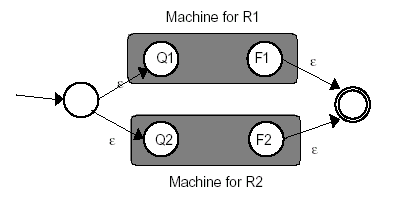 Machine for R1
Q1 F1 ε
ε
Q2 F2 ε
ε
Machine for R2